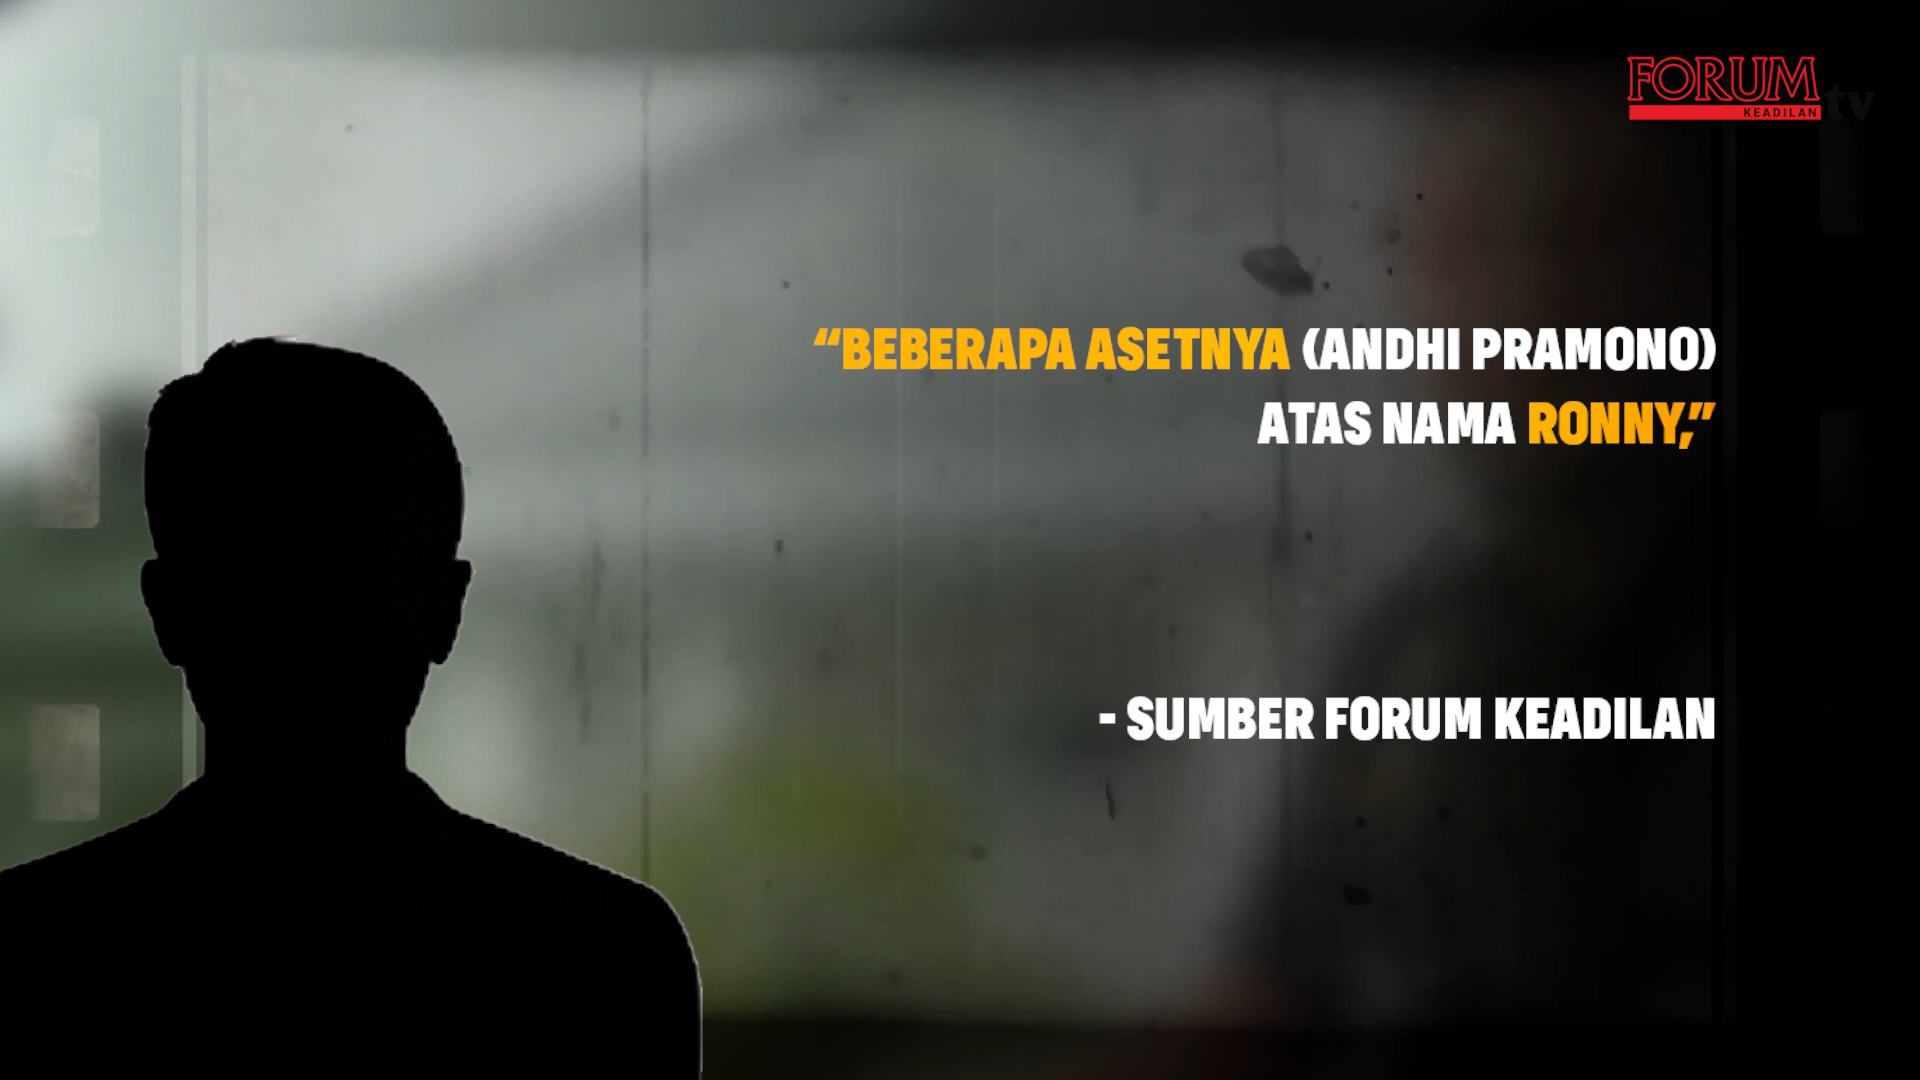 FORUM
KEADILAN
tv
“BEBERAPA ASETNYA (ANDHI PRAMONO)
ATAS NAMA RONNY,”
- SUMBER FORUM KEADILAN